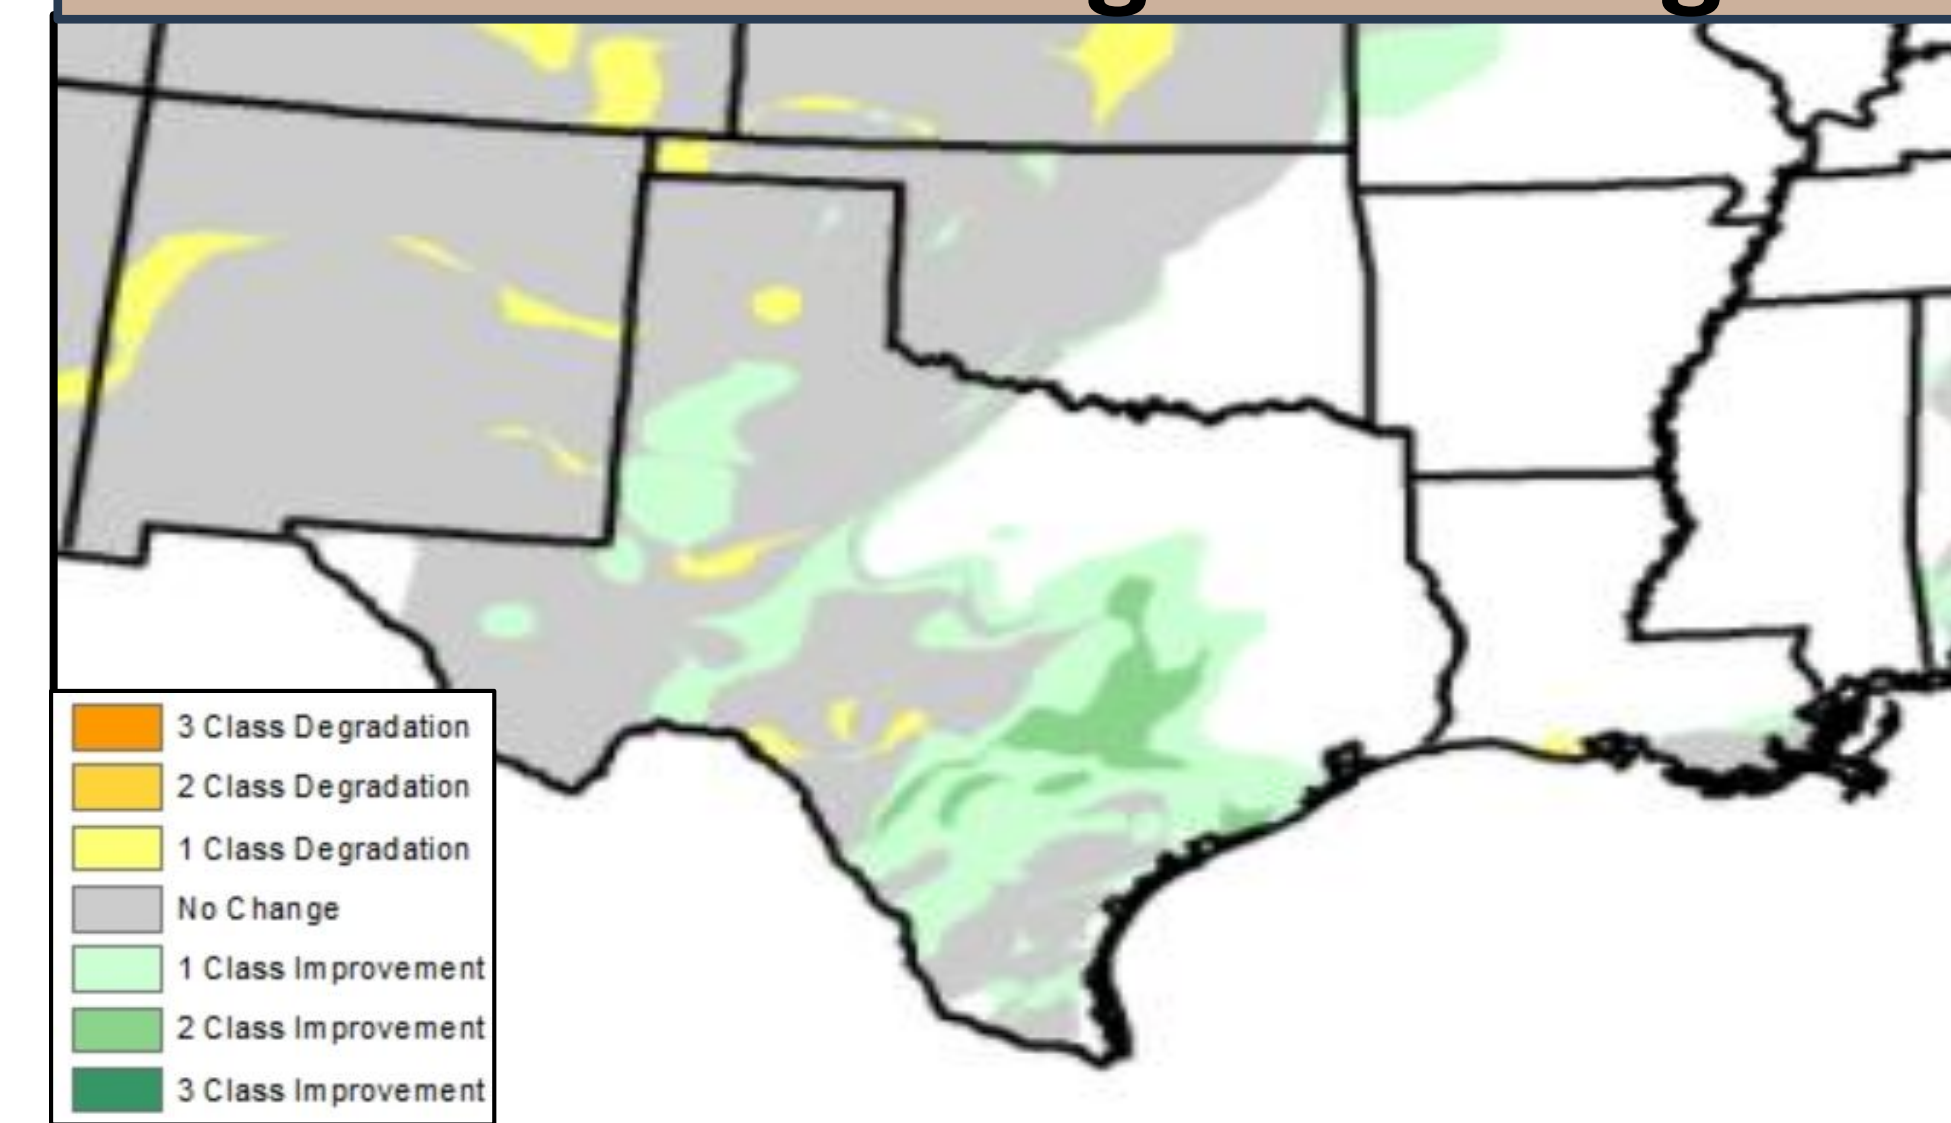 3 Class Degradation
2 Class Degradation
1 Class Degradation
No Change
1 Class Improvement
2 Class Improvement
3 Class Improvement